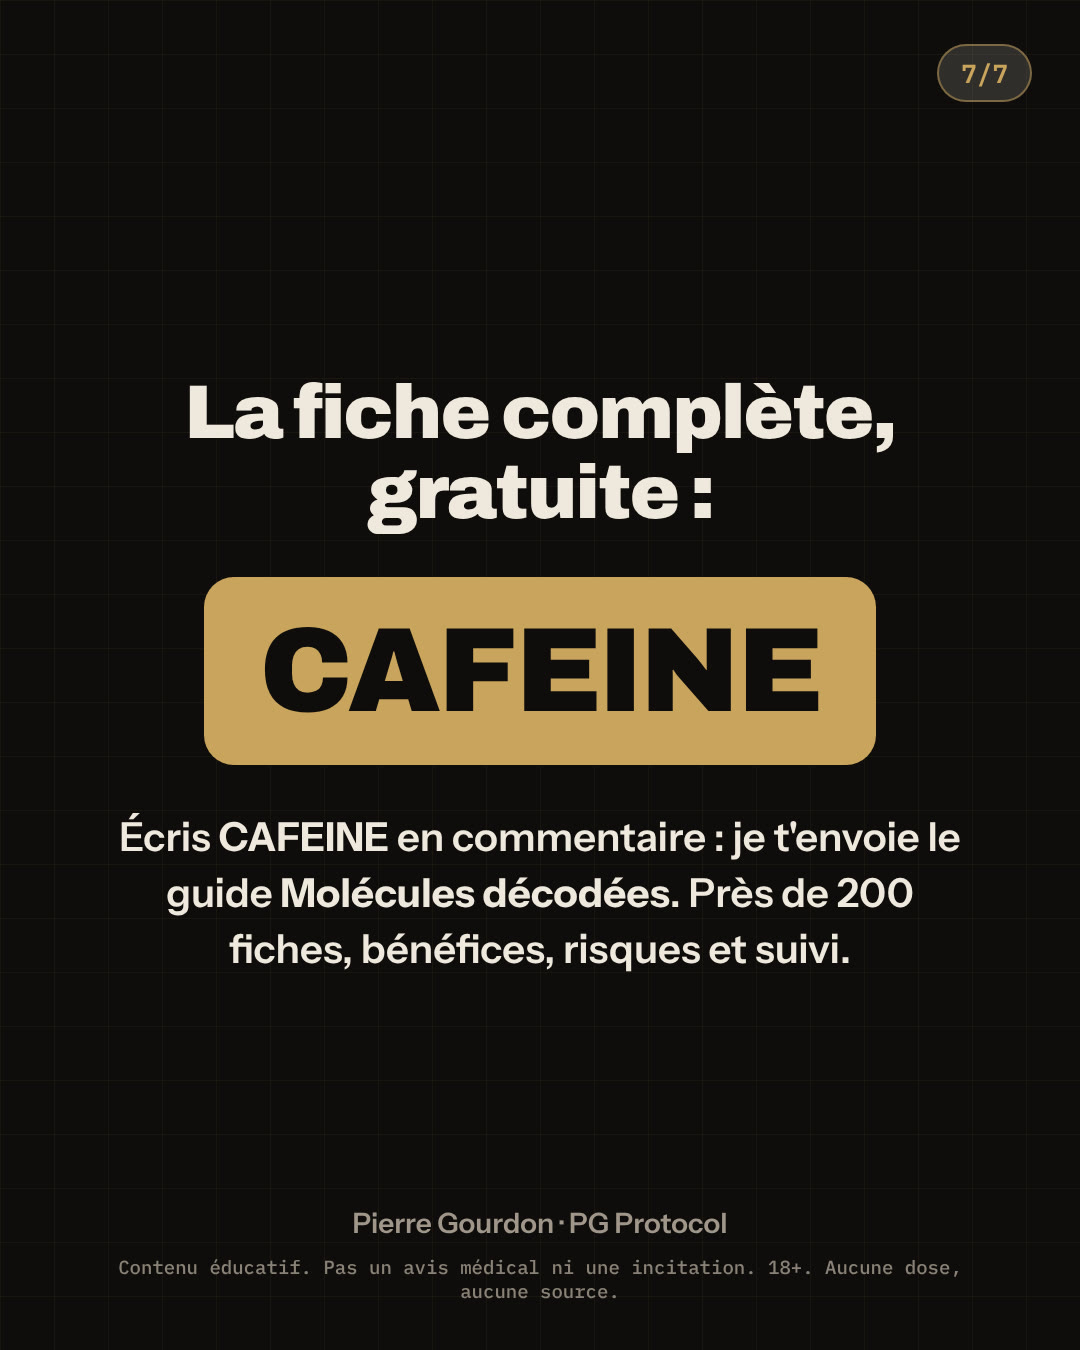 7/7
La fiche complète,
gratuite :
CAFEINE
Écris CAFEINE en commentaire : je t'envoie le
guide Molécules décodées. Près de 200
fiches, bénéfices, risques et suivi.
Pierre Gourdon · PG Protocol
Contenu éducatif. Pas un avis médical ni une incitation. 18+. Aucune dose,
aucune source.